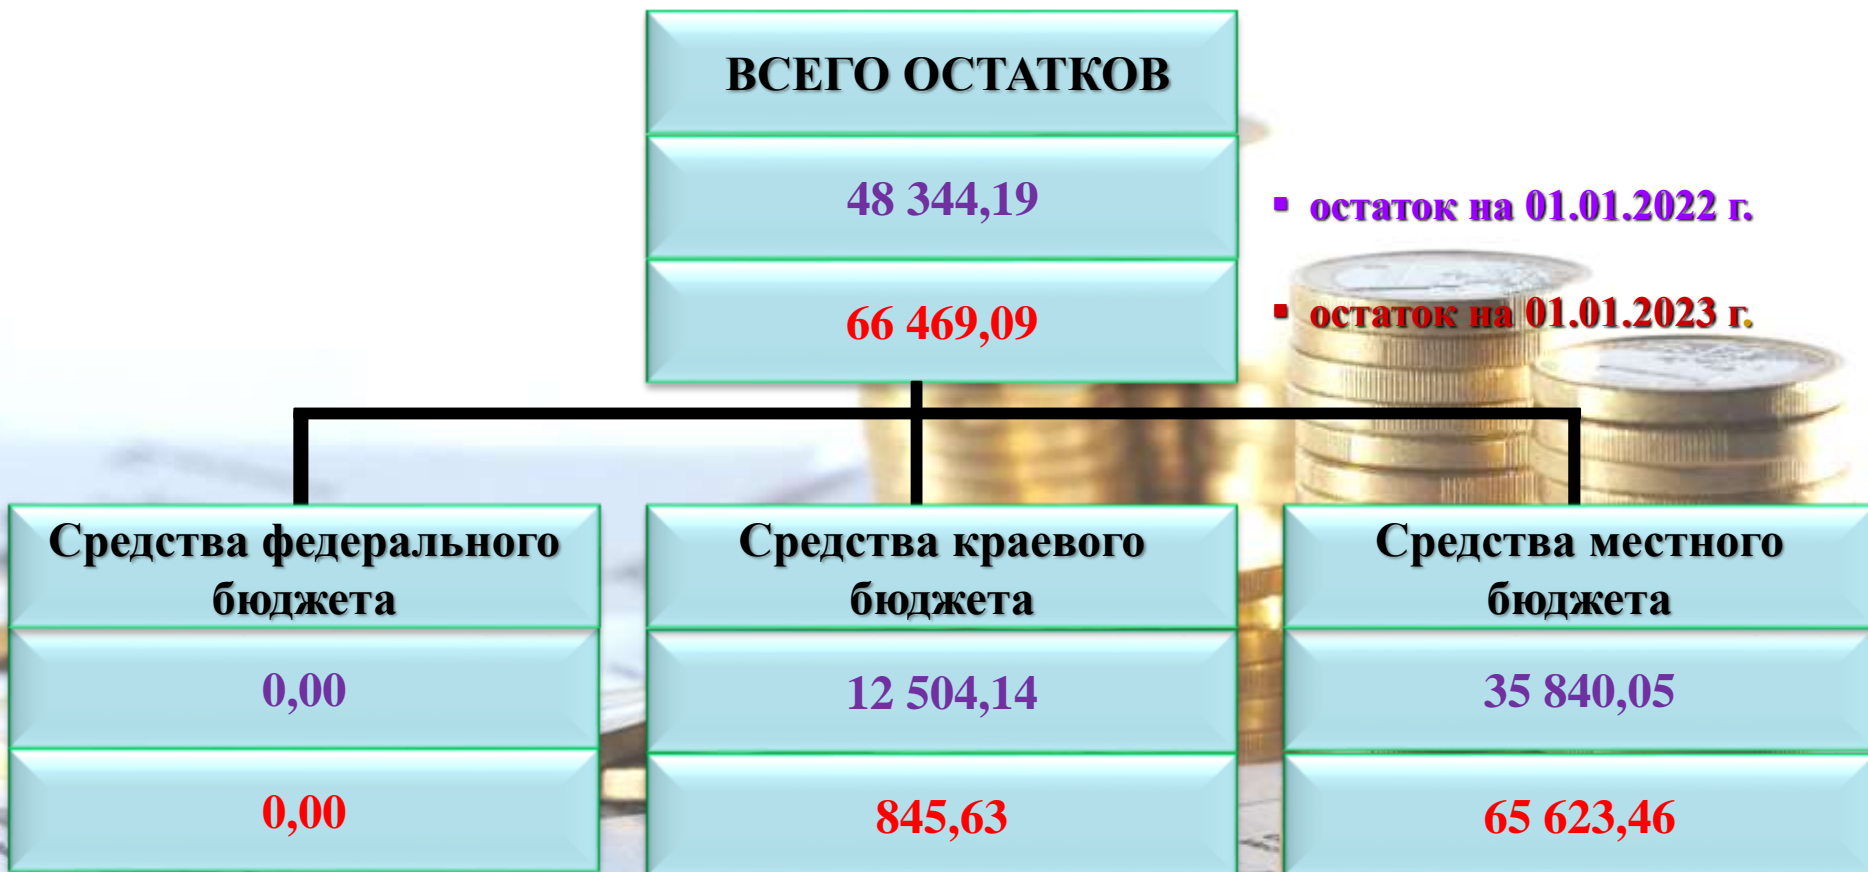 ВСЕГО ОСТАТКОВ
48 344,19
66 469,09
▪ остаток на 01.01.2022 г.
▪ остаток на 01.01.2023 г.
Средства федерального
бюджета
0,00
0,00
Средства краевого
бюджета
12 504,14
845,63
Средства местного
бюджета
35 840,05
65 623,46